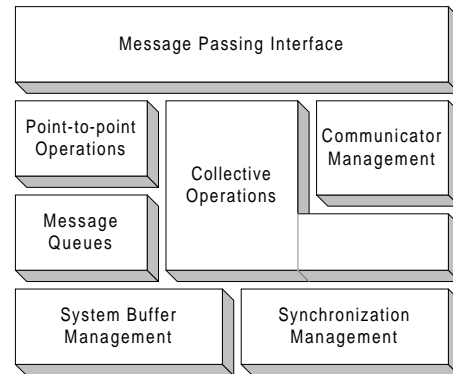 Message Passing Interface
Point-to-point
Operations
Collective
Operations
Communicator
Management
Message
Queues
System Buffer
Management
Synchronization
Management